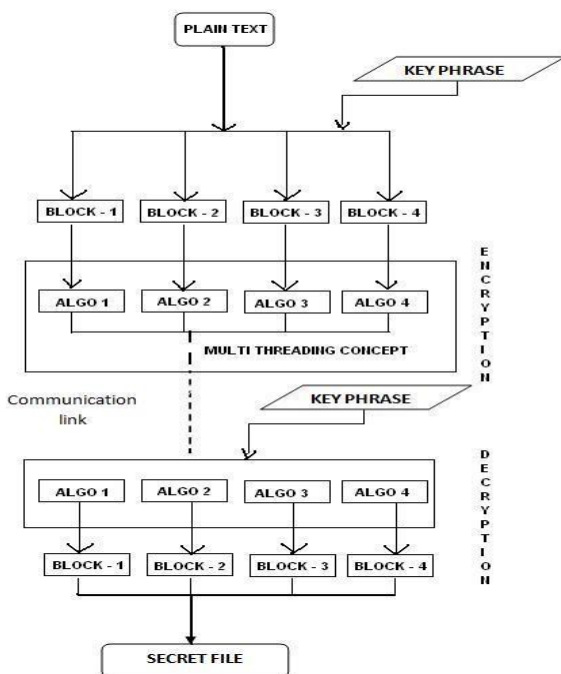 PLAIN TEXT
KEY PHRASE
BLOCK - 1
BLOCK - 2
BLOCK - 3
BLOCK - 4
ENCRYPTION
ALGO 1
ALGO 2
ALGO 3
ALGO 4
MULTI THREADING CONCEPT
Communication
link
KEY PHRASE
DECRYPTION
ALGO 1
ALGO 2
ALGO 3
ALGO 4
BLOCK - 1
BLOCK - 2
BLOCK - 3
BLOCK - 4
SECRET FILE